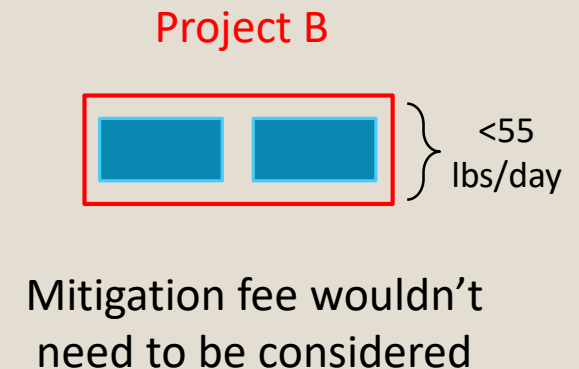 Project B
<55
lbs/day
Mitigation fee wouldn’t
need to be considered